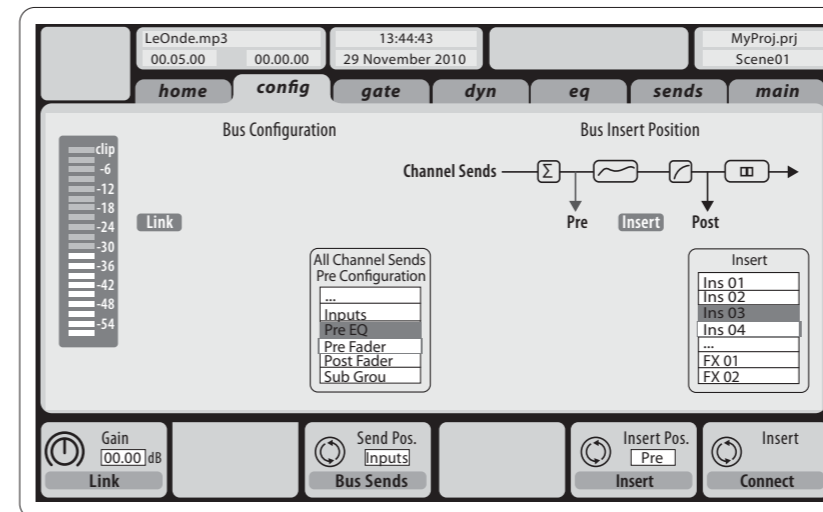 LeOnde.mp3
00.05.00 00.00.00
13:44:43
29 November 2010
MyProj.prj
Scene01
home config gate dyn eq sends main
Bus Configuration
Bus Insert Position
clip
-6
-12
-18
-24
-30
-36
-42
-48
-54
Link
Channel Sends
Σ
Pre Insert Post
All Channel Sends
Pre Configuration
...
Inputs
Pre EQ
Pre Fader
Post Fader
Sub Grou
Insert
Ins 01
Ins 02
Ins 03
Ins 04
...
FX 01
FX 02
Gain
00.00 dB
Link
Send Pos.
Inputs
Bus Sends
Insert Pos.
Pre
Insert
Insert
Connect